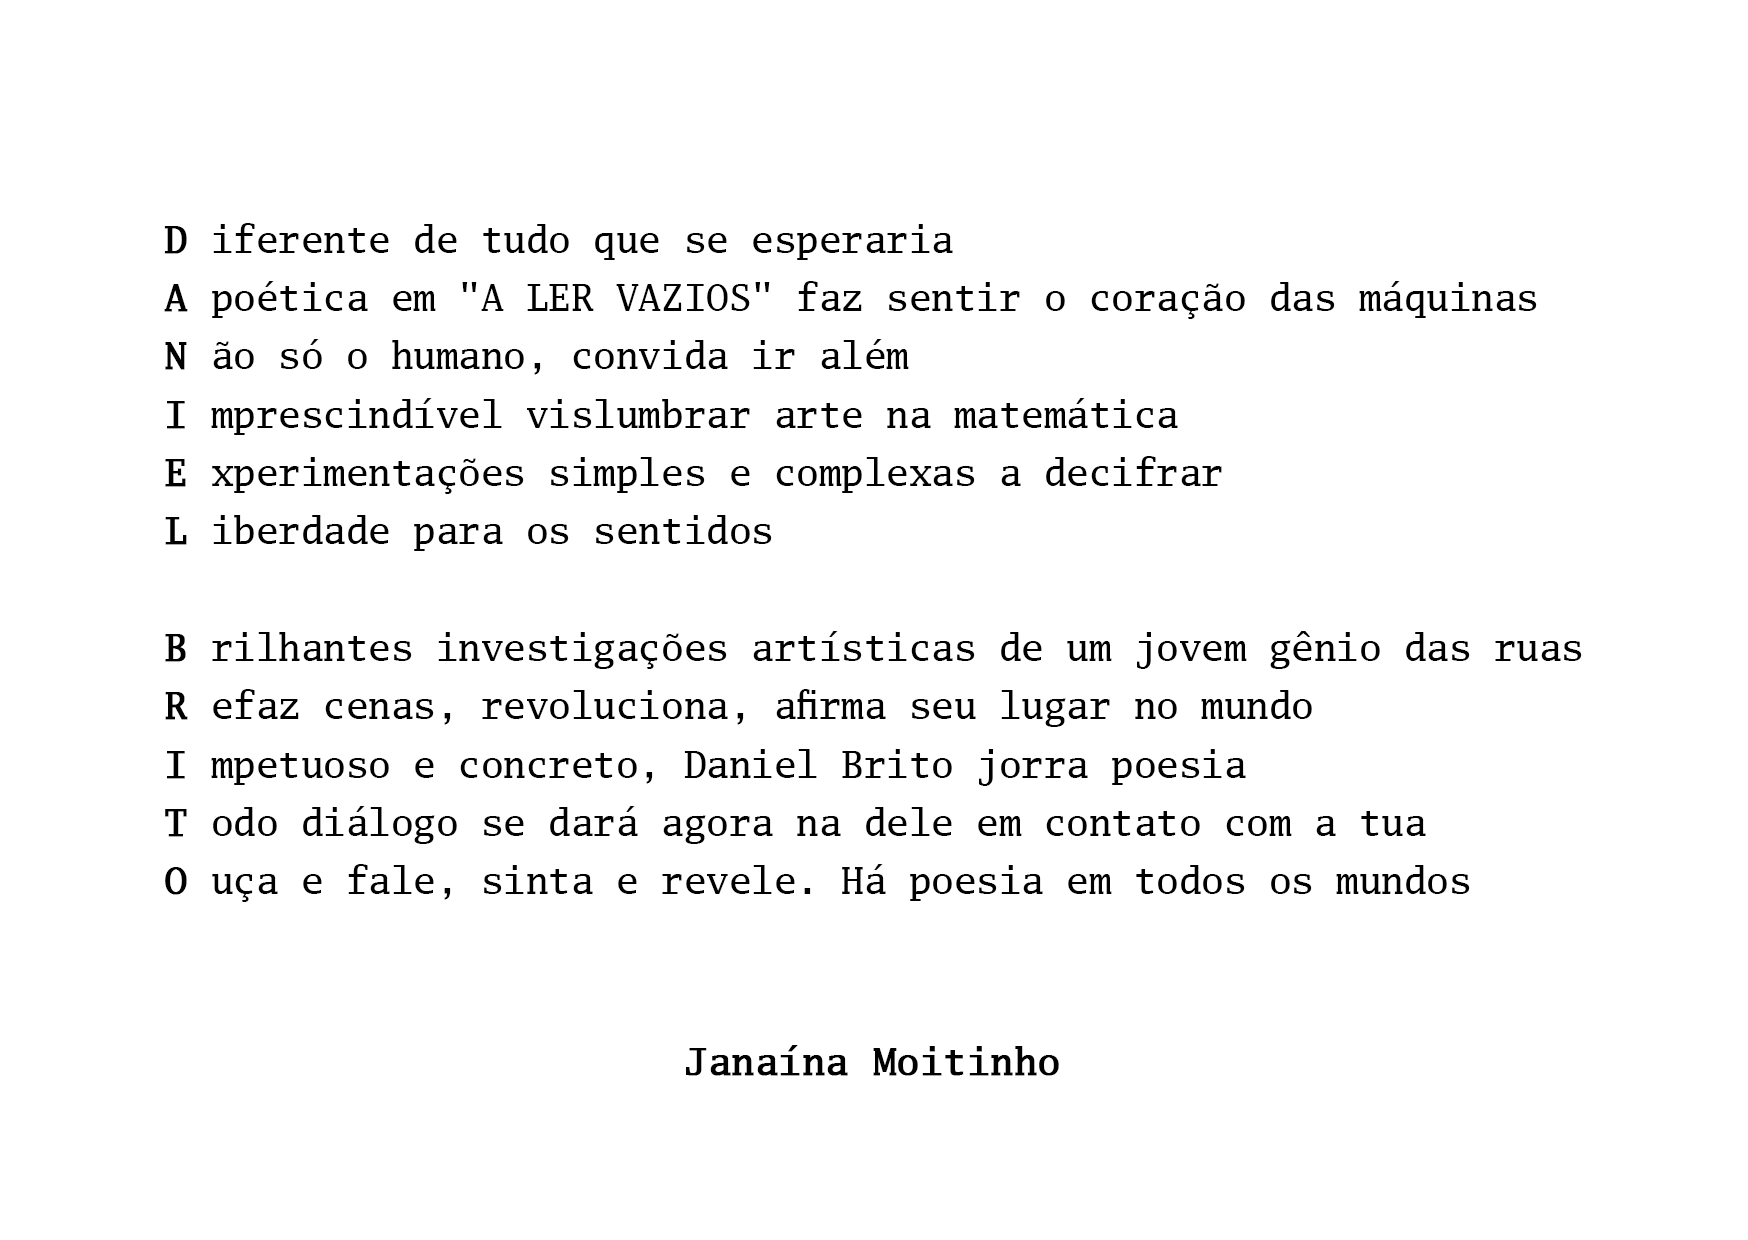 D iferente de tudo que se esperaria
A poética em "A LER VAZIOS" faz sentir o coração das máquinas
N ão só o humano, convida ir além
I mprescindível vislumbrar arte na matemática
E xperimentações simples e complexas a decifrar
L iberdade para os sentidos
B rilhantes investigações artísticas de um jovem gênio das ruas
R efaz cenas, revoluciona, afirma seu lugar no mundo
I mpetuoso e concreto, Daniel Brito jorra poesia
T odo diálogo se dará agora na dele em contato com a tua
O uça e fale, sinta e revele. Há poesia em todos os mundos
Janaína Moitinho